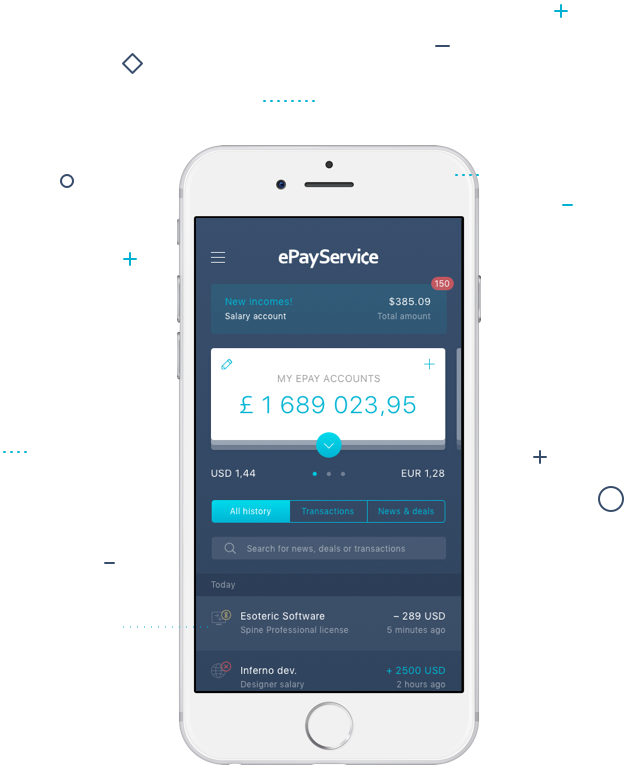 ePayService
150
New incomes! $385.09
Salary account Total amount
MY EPAY ACCOUNTS
£ 1 689 023,95
USD 1,44 EUR 1,28
All history Transactions News & deals
Search for news, deals or transactions
Today
Esoteric Software – 289 USD
Spine Professional license 5 minutes ago
Inferno dev. + 2500 USD
Designer salary 2 hours ago